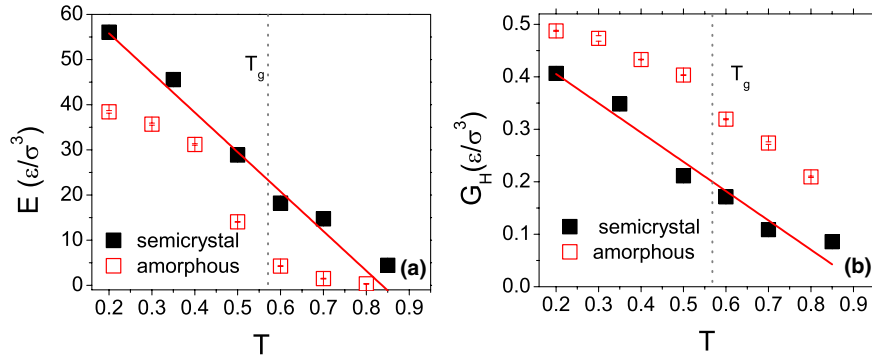 60
50
40
30
20
10
0
E (ε/σ³)
T_g
semicrystal
amorphous
(a)
0.2 0.3 0.4 0.5 0.6 0.7 0.8 0.9
T
0.5
0.4
0.3
0.2
0.1
0.0
G_H(ε/σ³)
T_g
semicrystal
amorphous
(b)
0.2 0.3 0.4 0.5 0.6 0.7 0.8 0.9
T